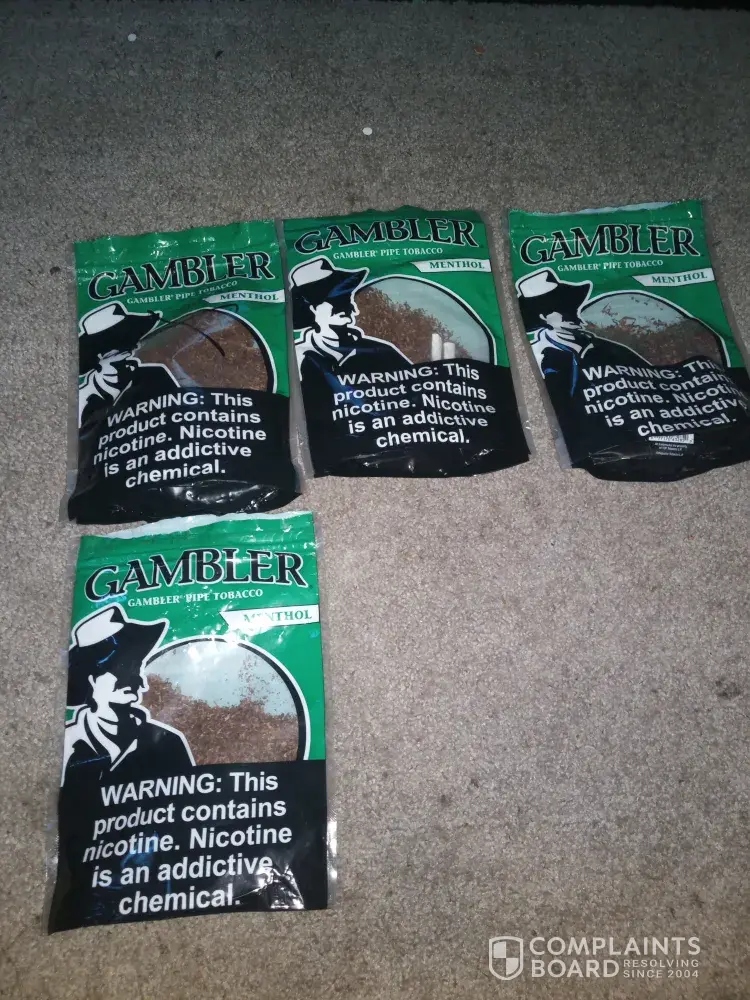 GAMBLER
GAMBLER® PIPE TOBACCO
MENTHOL
WARNING: This
product contains
nicotine. Nicotine
is an addictive
chemical.
GAMBLER
GAMBLER® PIPE TOBACCO
MENTHOL
WARNING: This
product contains
nicotine. Nicotine
is an addictive
chemical.
GAMBLER
GAMBLER® PIPE TOBACCO
MENTHOL
WARNING: This
product contains
nicotine. Nicotine
is an addictive
chemical.
GAMBLER
GAMBLER® PIPE TOBACCO
MENTHOL
WARNING: This
product contains
nicotine. Nicotine
is an addictive
chemical.
COMPLAINTS
BOARD RESOLVING
SINCE 2004